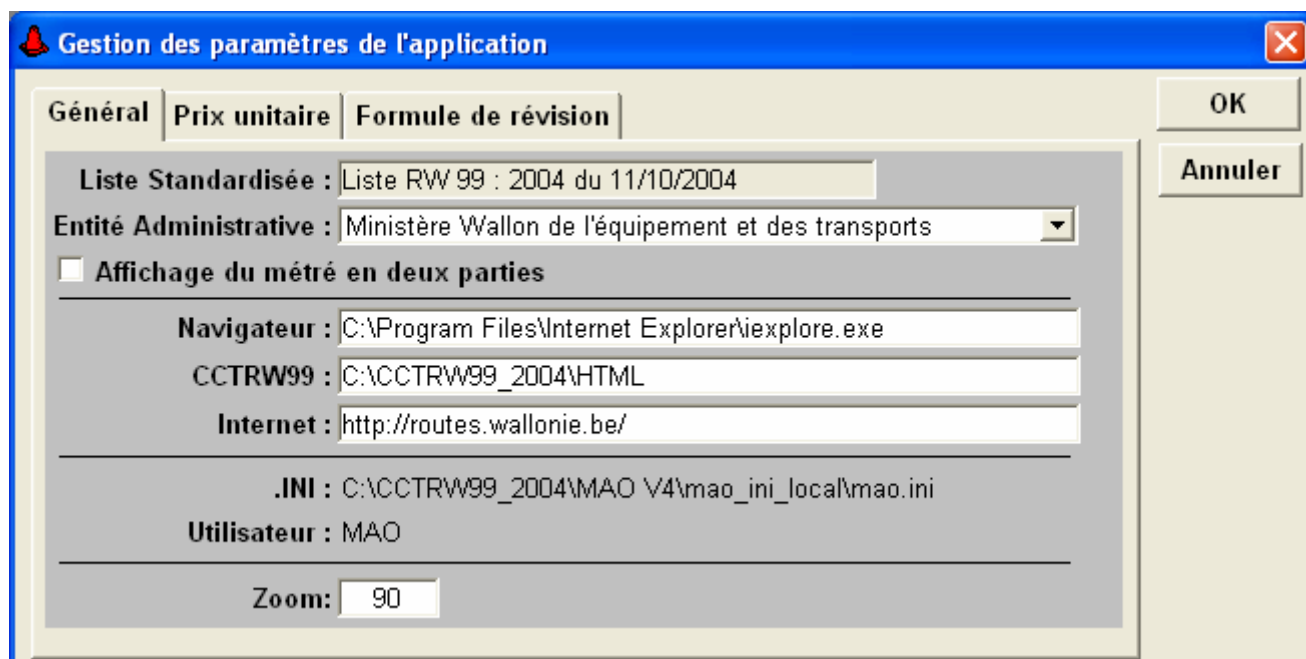 Gestion des paramètres de l'application
Général Prix unitaire Formule de révision
OK
Annuler
Liste Standardisée : Liste RW 99 : 2004 du 11/10/2004
Entité Administrative : Ministère Wallon de l'équipement et des transports
Affichage du métré en deux parties
Navigateur : C:\Program Files\Internet Explorer\iexplore.exe
CCTRW99 : C:\CCTRW99_2004\HTML
Internet : http://routes.wallonie.be/
.INI : C:\CCTRW99_2004\MAO V4\mao_ini_local\mao.ini
Utilisateur : MAO
Zoom: 90